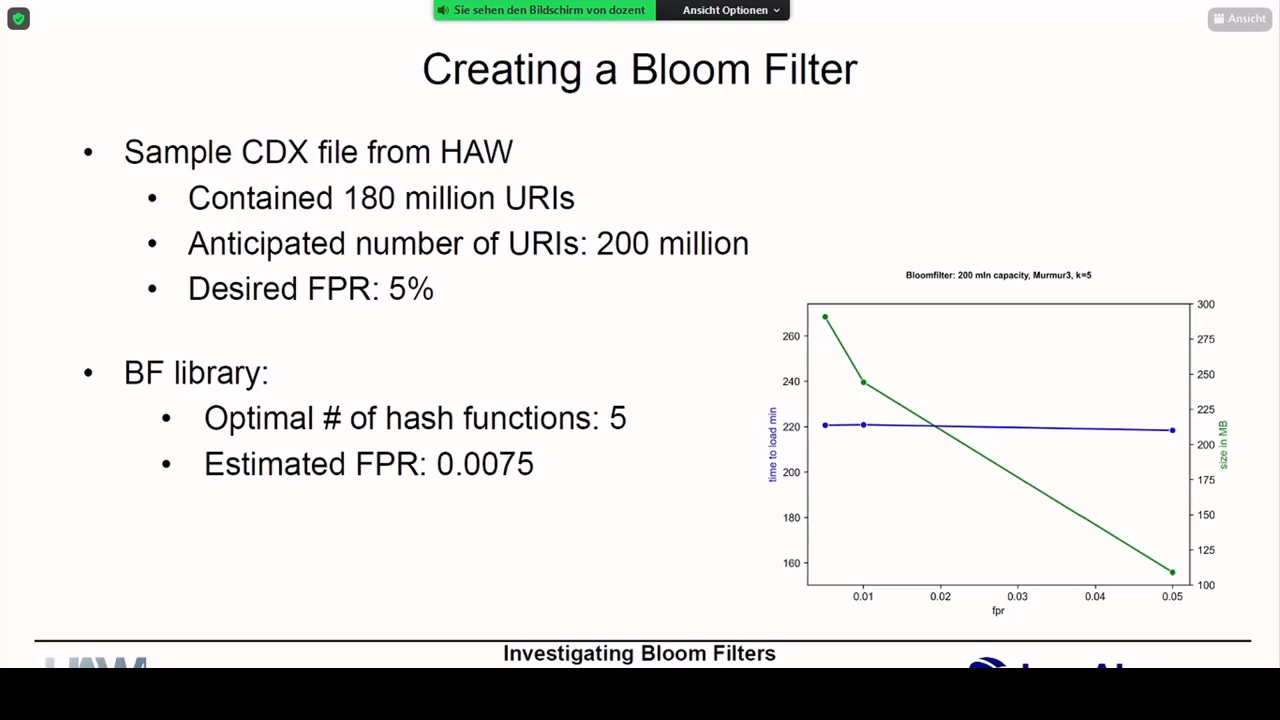 Sie sehen den Bildschirm von dozent
Ansicht Optionen
Ansicht
Creating a Bloom Filter
• Sample CDX file from HAW
• Contained 180 million URIs
• Anticipated number of URIs: 200 million
• Desired FPR: 5%
• BF library:
• Optimal # of hash functions: 5
• Estimated FPR: 0.0075
Bloomfilter: 200 mln capacity, Murmur3, k=5
time to load min
260
240
220
200
180
160
300
275
250
225
200
175
150
125
100
size in MB
0.01 0.02 0.03 0.04 0.05
fpr
Investigating Bloom Filters